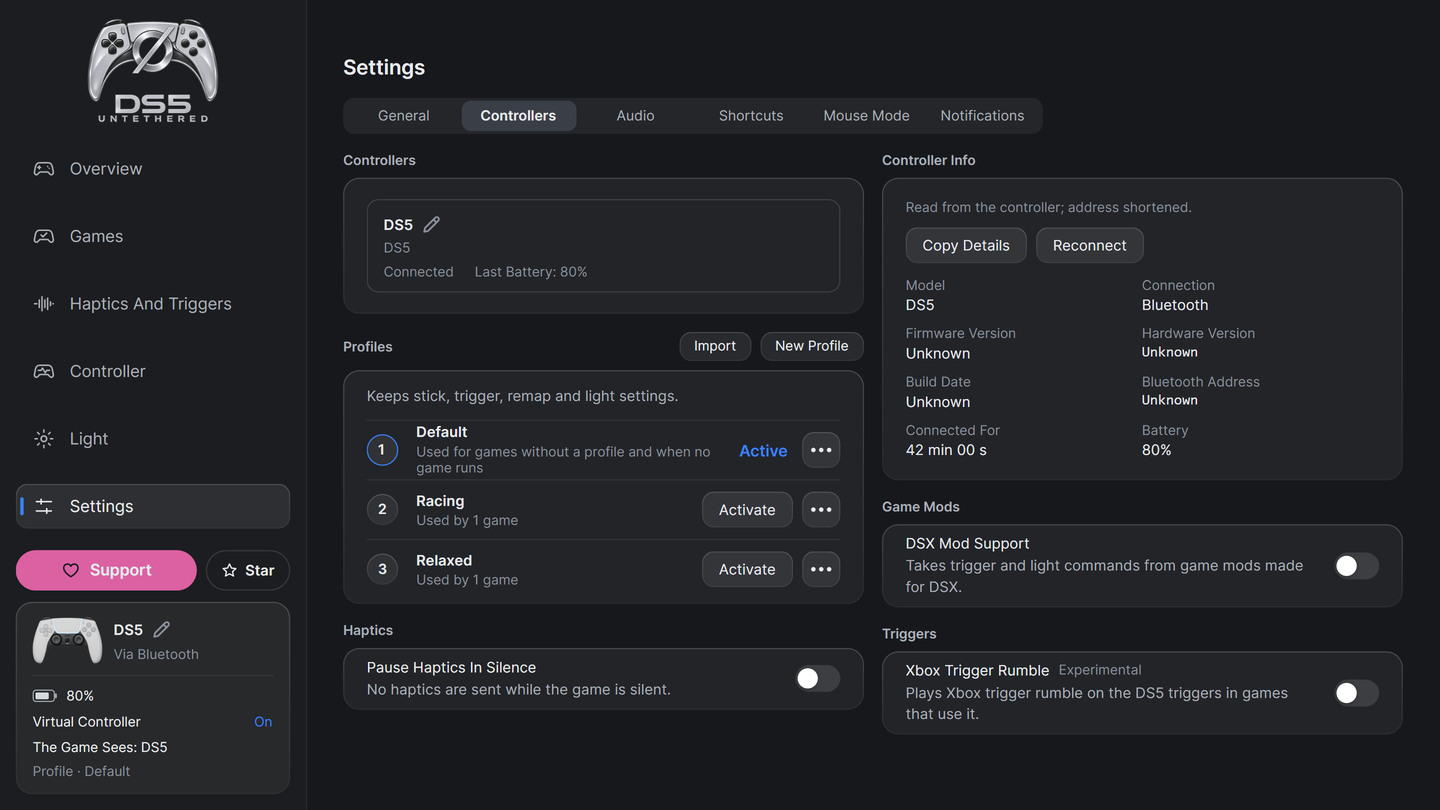 DS5
UNTETHERED
Overview
Games
Haptics And Triggers
Controller
Light
Settings
Support
Star
DS5
Via Bluetooth
80%
Virtual Controller On
The Game Sees: DS5
Profile · Default
Settings
General Controllers Audio Shortcuts Mouse Mode Notifications
Controllers
DS5
DS5
Connected Last Battery: 80%
Profiles Import New Profile
Keeps stick, trigger, remap and light settings.
1 Default
Used for games without a profile and when no
game runs
Active
2 Racing
Used by 1 game
Activate
3 Relaxed
Used by 1 game
Activate
Haptics
Pause Haptics In Silence
No haptics are sent while the game is silent.
Controller Info
Read from the controller; address shortened.
Copy Details Reconnect
Model Connection
DS5 Bluetooth
Firmware Version Hardware Version
Unknown Unknown
Build Date Bluetooth Address
Unknown Unknown
Connected For Battery
42 min 00 s 80%
Game Mods
DSX Mod Support
Takes trigger and light commands from game mods made
for DSX.
Triggers
Xbox Trigger Rumble Experimental
Plays Xbox trigger rumble on the DS5 triggers in games
that use it.